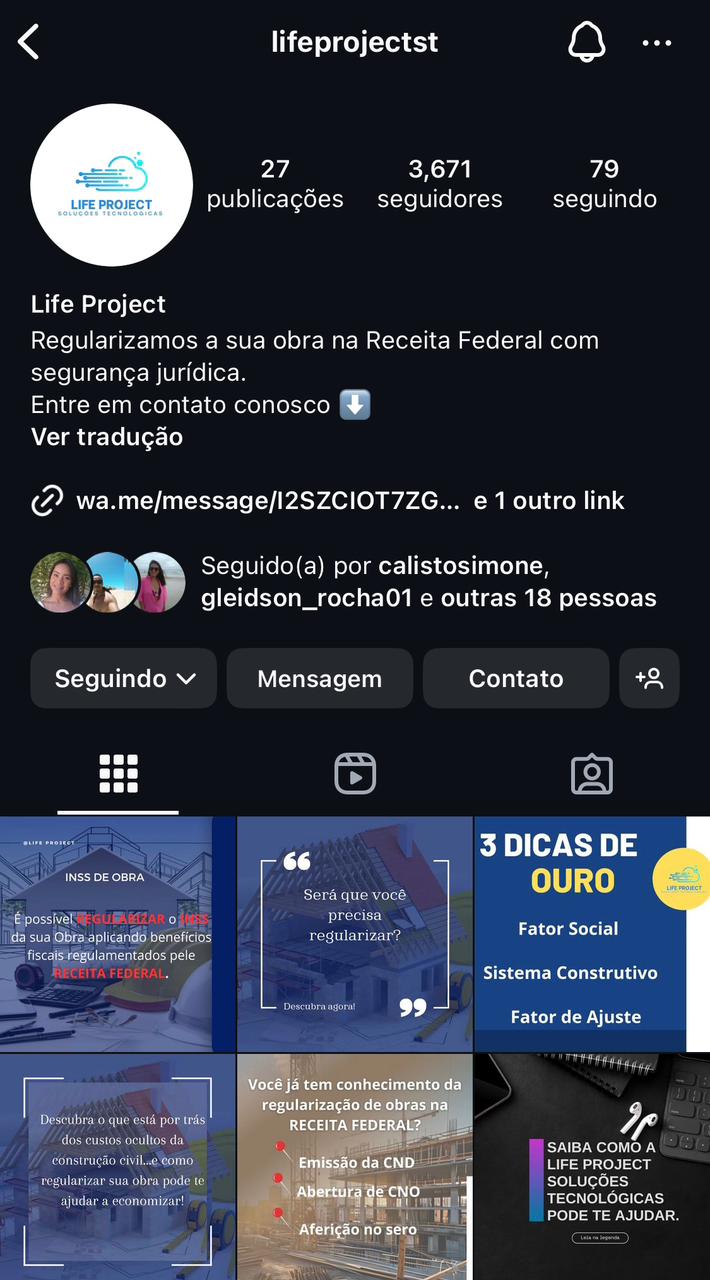 lifeprojectst
LIFE PROJECT
SOLUÇÕES TECNOLÓGICAS
27
publicações
3,671
seguidores
79
seguindo
Life Project
Regularizamos a sua obra na Receita Federal com
segurança jurídica.
Entre em contato conosco ⬇️
Ver tradução
wa.me/message/I2SZCIOT7ZG... e 1 outro link
Seguido(a) por calistosimone,
gleidson_rocha01 e outras 18 pessoas
Seguindo
Mensagem
Contato
@LIFE PROJECT
INSS DE OBRA
É possível REGULARIZAR o INSS
da sua Obra aplicando benefícios
fiscais regulamentados pele
RECEITA FEDERAL.
“
Será que você
precisa
regularizar?
Descubra agora!
”
3 DICAS DE
OURO
LIFE PROJECT
Fator Social
Sistema Construtivo
Fator de Ajuste
Descubra o que está por trás
dos custos ocultos da
construção civil...e como
regularizar sua obra pode te
ajudar a economizar!
Você já tem conhecimento da
regularização de obras na
RECEITA FEDERAL?
Emissão da CND
Abertura de CNO
Aferição no sero
SAIBA COMO A
LIFE PROJECT
SOLUÇÕES
TECNOLÓGICAS
PODE TE AJUDAR.
Leia na legenda